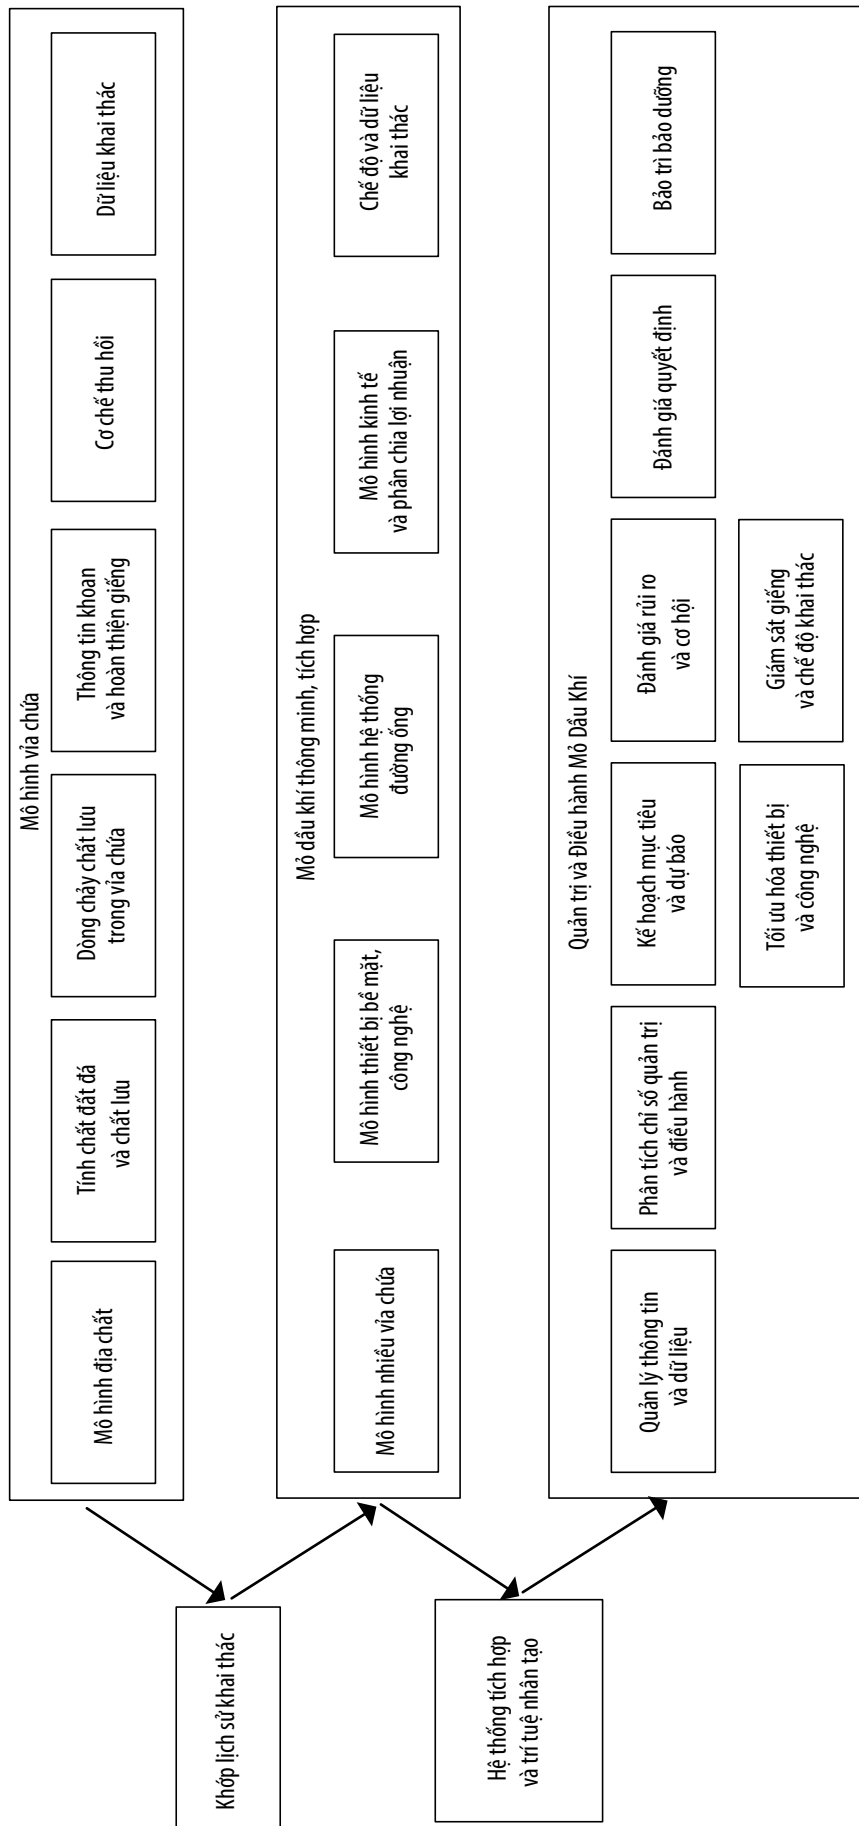 Mô hình vỉa chứa
Mô hình địa chất
Tính chất đất đá
và chất lưu
Dòng chảy chất lưu
trong vỉa chứa
Thông tin khoan
và hoàn thiện giếng
Cơ chế thu hồi
Dữ liệu khai thác
Khớp lịch sử khai thác
Mỏ dầu khí thông minh, tích hợp
Mô hình nhiều vỉa chứa
Mô hình thiết bị bề mặt,
công nghệ
Mô hình hệ thống
đường ống
Mô hình kinh tế
và phân chia lợi nhuận
Chế độ và dữ liệu
khai thác
Hệ thống tích hợp
và trí tuệ nhân tạo
Quản trị và Điều hành Mỏ Dầu Khí
Quản lý thông tin
và dữ liệu
Phân tích chỉ số quản trị
và điều hành
Kế hoạch mục tiêu
và dự báo
Đánh giá rủi ro
và cơ hội
Đánh giá quyết định
Bảo trì bảo dưỡng
Tối ưu hóa thiết bị
và công nghệ
Giám sát giếng
và chế độ khai thác